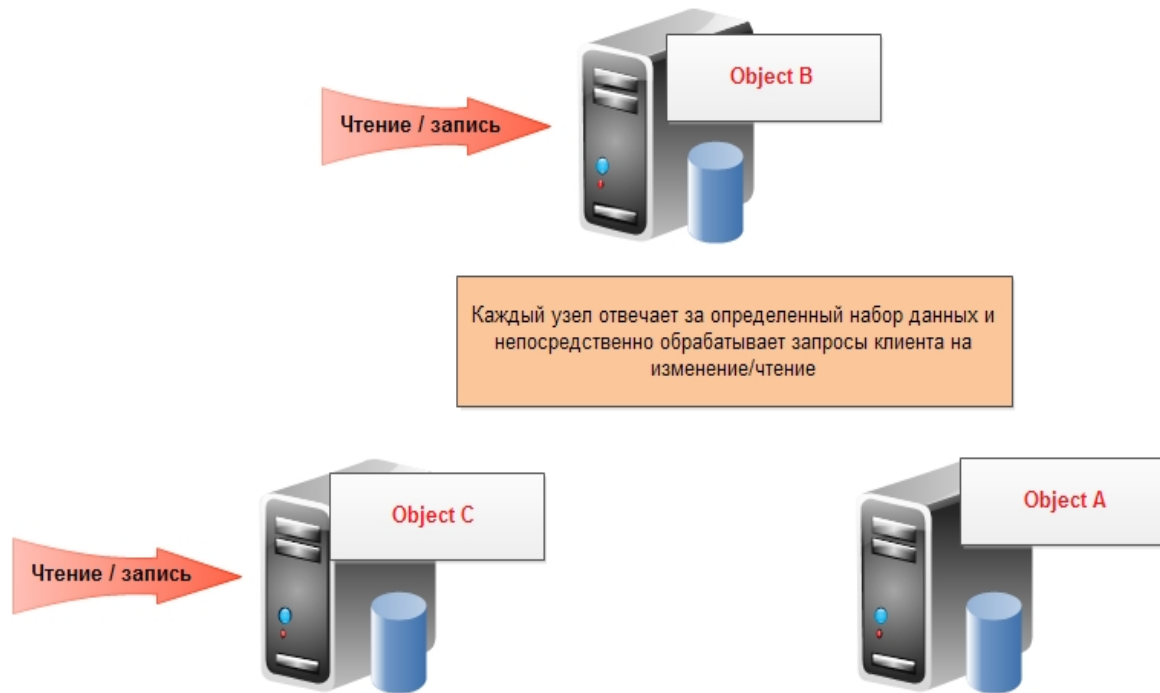 Object B
Чтение / запись
Каждый узел отвечает за определенный набор данных и
непосредственно обрабатывает запросы клиента на
изменение/чтение
Object C
Object A
Чтение / запись